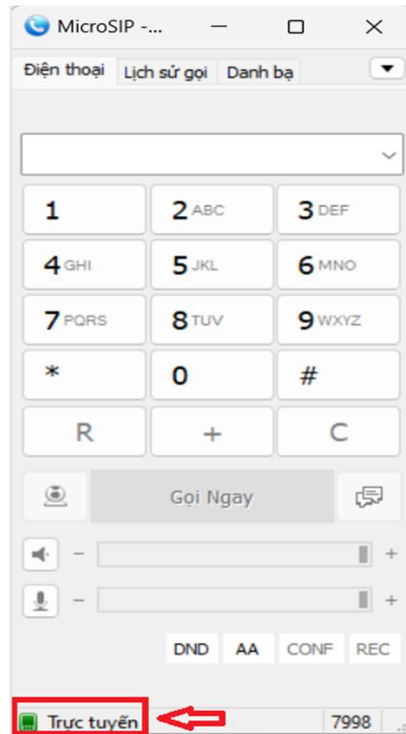 MicroSIP -...
Điện thoại Lịch sử gọi Danh bạ
1 2 ABC 3 DEF
4 GHI 5 JKL 6 MNO
7 PQRS 8 TUV 9 WXYZ
* 0 #
R + C
Gọi Ngay
- +
- +
DND AA CONF REC
Trực tuyến 7998